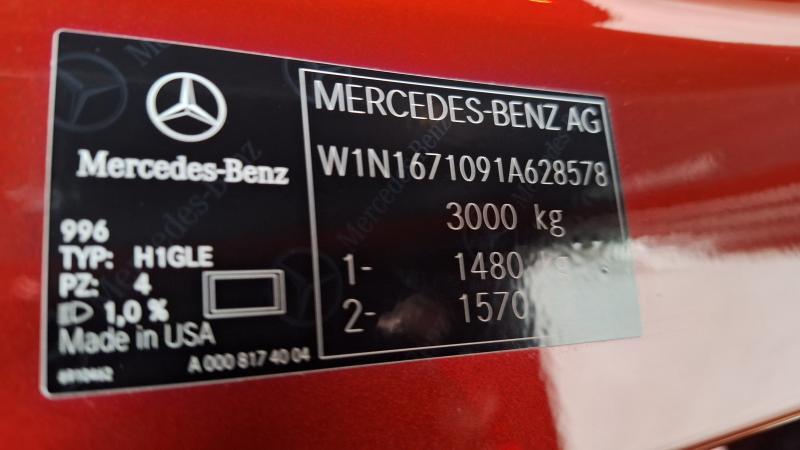 Mercedes-Benz
996
TYP: H1GLE
PZ: 4
1,0 %
Made in USA
A 000 817 40 04
MERCEDES-BENZ AG
W1N1671091A628578
3000 kg
1- 1480 kg
2- 1570